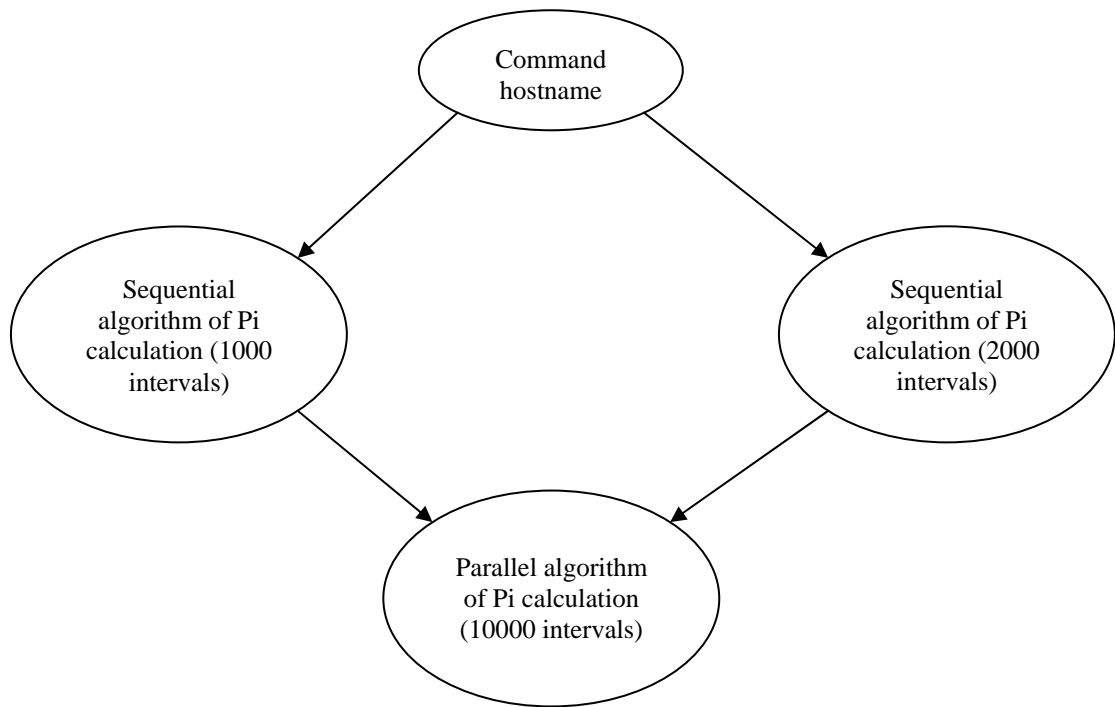 Command
hostname
Sequential
algorithm of Pi
calculation (1000
intervals)
Sequential
algorithm of Pi
calculation (2000
intervals)
Parallel algorithm
of Pi calculation
(10000 intervals)